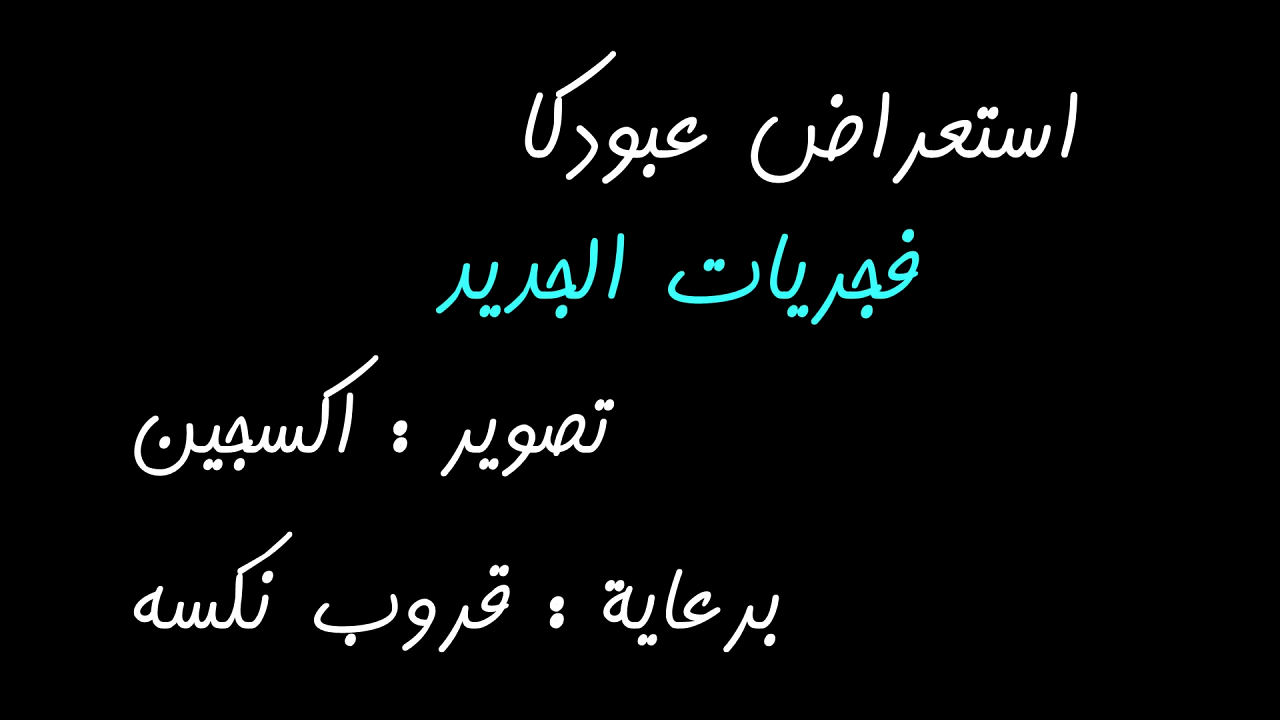 استعراض عبودكا
فجريات الجديد
تصوير : اكسجين
برعاية : قروب نكسه